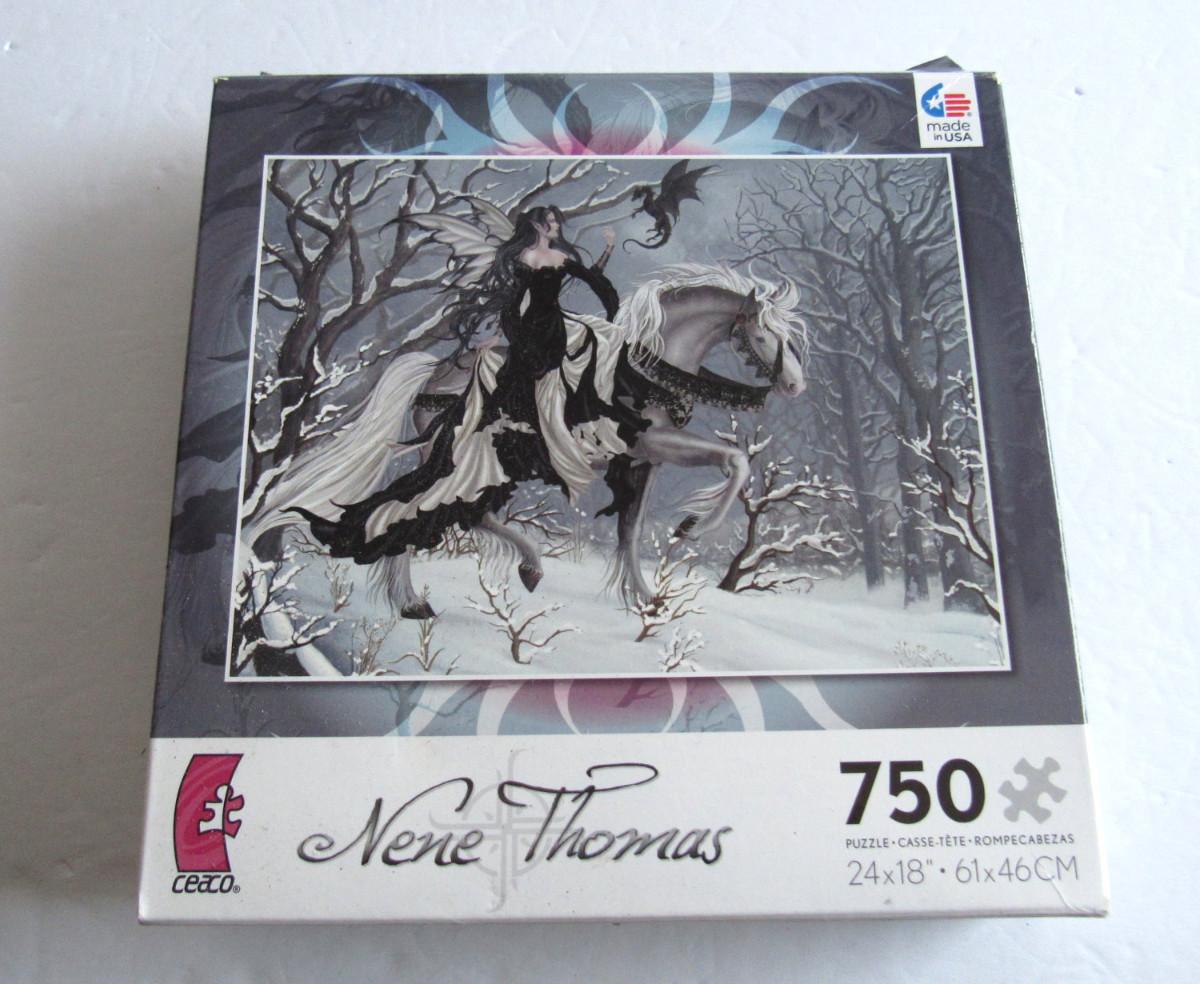 made
in USA
Nene Thomas
ceaco®
750
PUZZLE • CASSE-TÊTE • ROMPECABEZAS
24x18" • 61x46CM